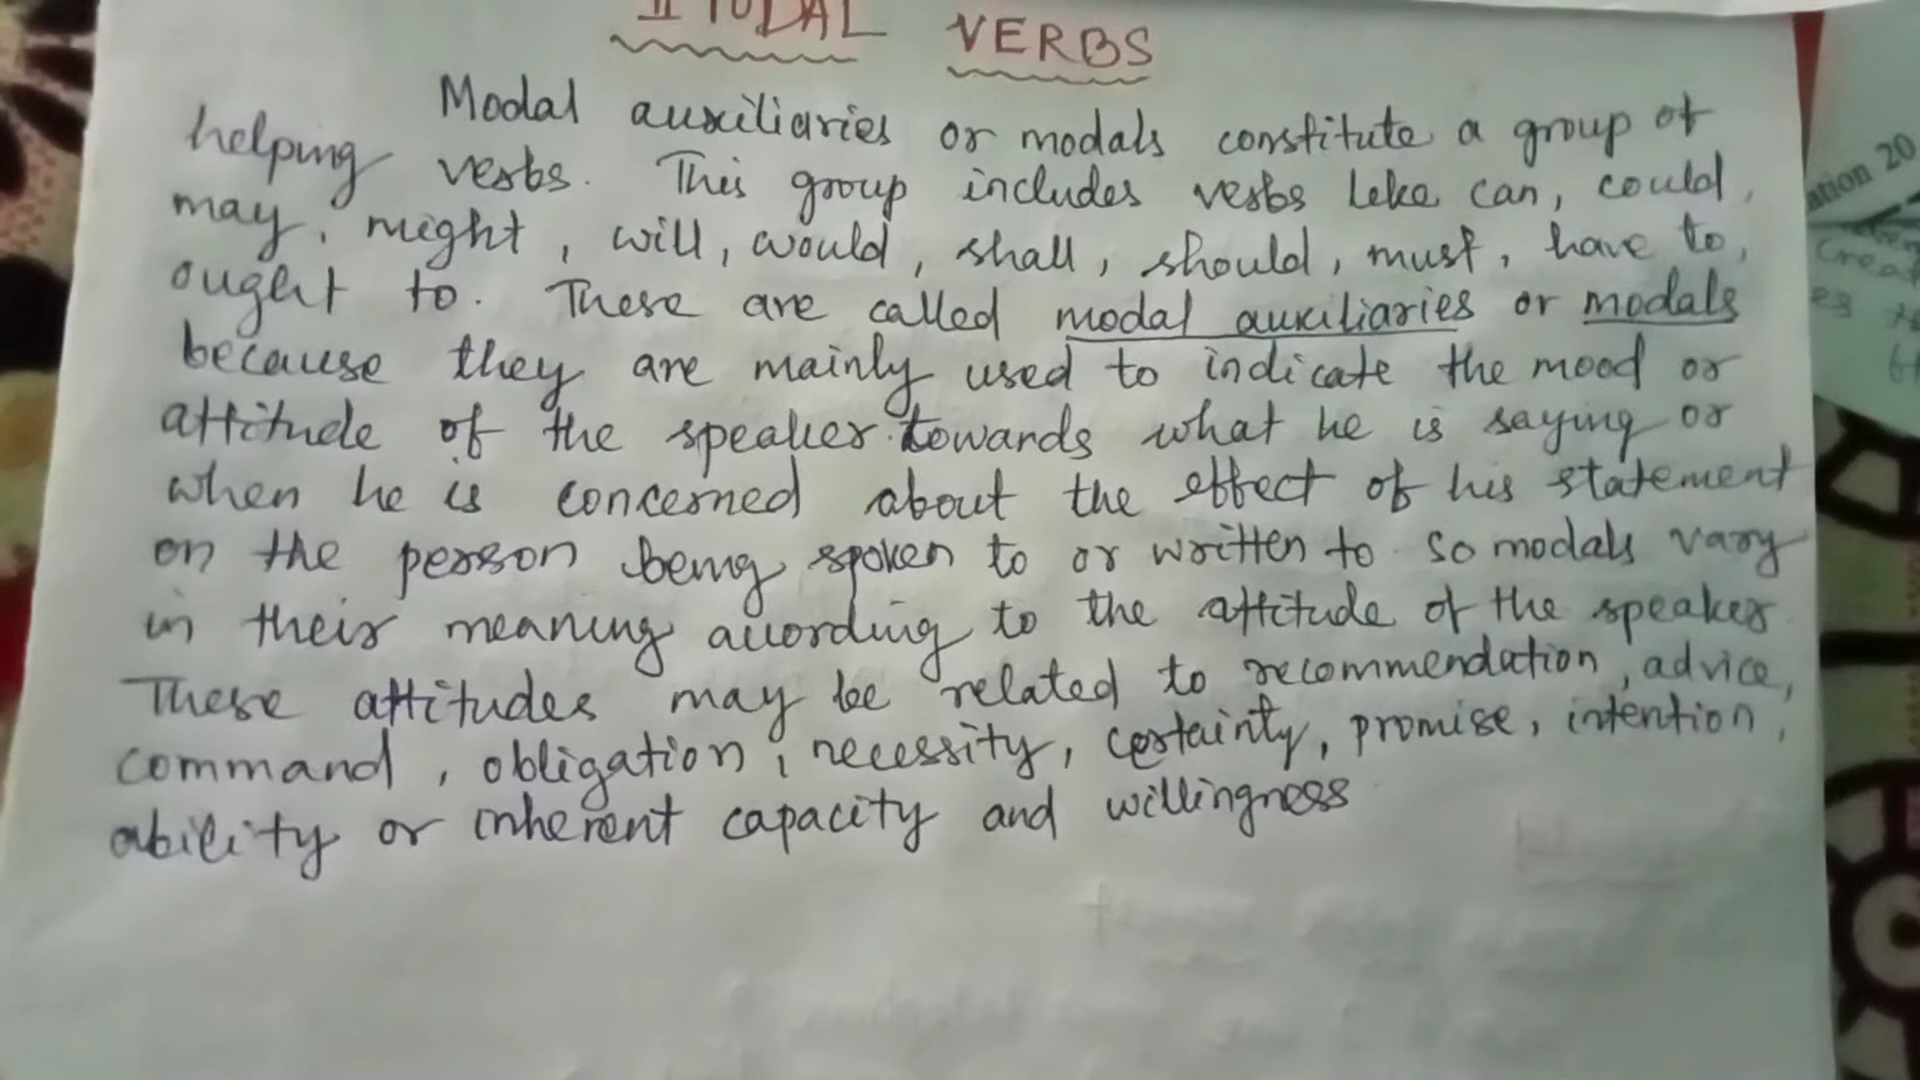 MODAL VERBS
Modal auxiliaries or modals constitute a group of
helping verbs. This group includes verbs like can, could,
may, might, will, would, shall, should, must, have to,
ought to. These are called modal auxiliaries or modals
because they are mainly used to indicate the mood or
attitude of the speaker towards what he is saying or
when he is concerned about the effect of his statement
on the person being spoken to or written to so modals vary
in their meaning according to the attitude of the speaker.
These attitudes may be related to recommendation, advice,
command, obligation, necessity, certainty, promise, intention,
ability or inherent capacity and willingness
ation 20